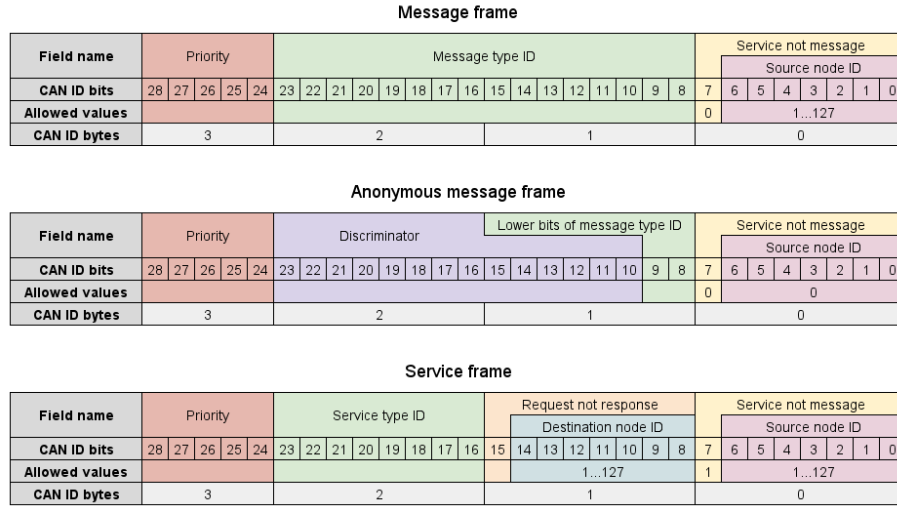 Message frame
Field name Priority Message type ID Service not message
Source node ID
CAN ID bits 28 27 26 25 24 23 22 21 20 19 18 17 16 15 14 13 12 11 10 9 8 7 6 5 4 3 2 1 0
Allowed values 0 1...127
CAN ID bytes 3 2 1 0
Anonymous message frame
Field name Priority Discriminator Lower bits of message type ID Service not message
Source node ID
CAN ID bits 28 27 26 25 24 23 22 21 20 19 18 17 16 15 14 13 12 11 10 9 8 7 6 5 4 3 2 1 0
Allowed values 0 0
CAN ID bytes 3 2 1 0
Service frame
Field name Priority Service type ID Request not response Service not message
Destination node ID Source node ID
CAN ID bits 28 27 26 25 24 23 22 21 20 19 18 17 16 15 14 13 12 11 10 9 8 7 6 5 4 3 2 1 0
Allowed values 1...127 1 1...127
CAN ID bytes 3 2 1 0